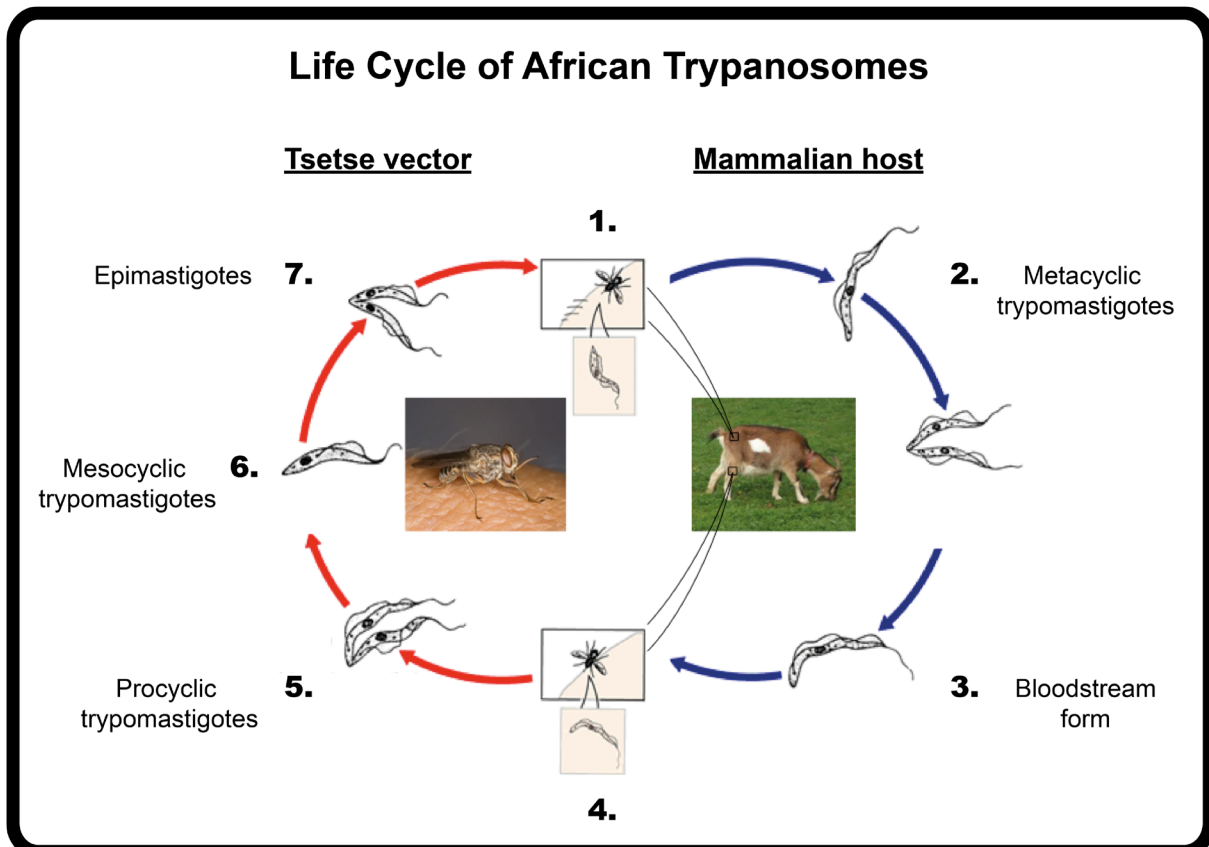 Life Cycle of African Trypanosomes
Tsetse vector
Mammalian host
1.
Epimastigotes
7.
2.
Metacyclic
trypomastigotes
Mesocyclic
trypomastigotes
6.
Procyclic
trypomastigotes
5.
3.
Bloodstream
form
4.